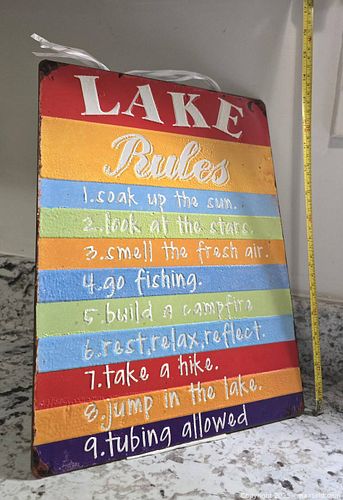 LAKE
Rules
1.soak up the sun.
2.look at the stars.
3.smell the fresh air.
4.go fishing.
5.build a campfire
6.rest,relax,reflect.
7.take a hike.
8.jump in the lake.
9.tubing allowed